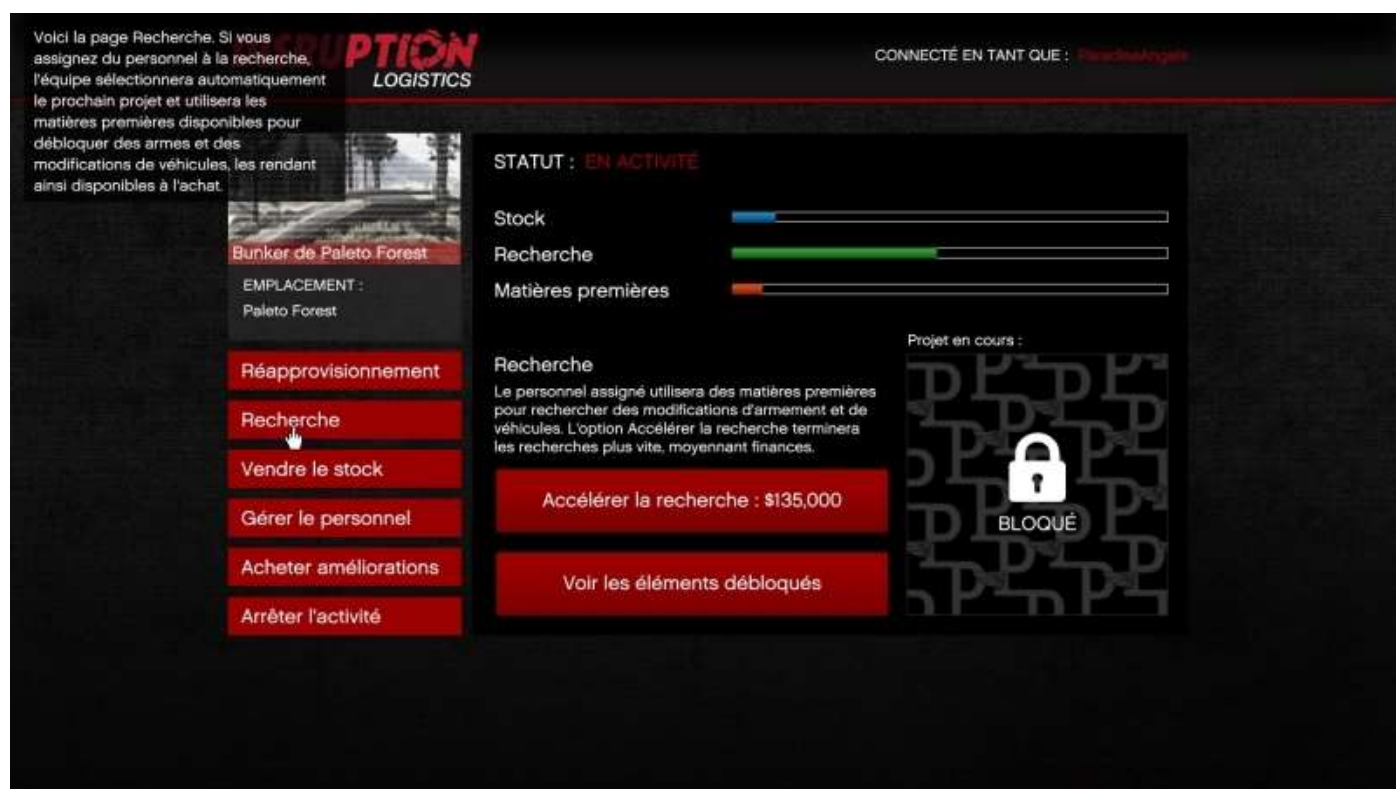 Voici la page Recherche. Si vous
assignez du personnel à la recherche,
l'équipe sélectionnera automatiquement
le prochain projet et utilisera les
matières premières disponibles pour
débloquer des armes et des
modifications de véhicules, les rendant
ainsi disponibles à l'achat.
RUPTION
LOGISTICS
CONNECTÉ EN TANT QUE : ParadiseAngels
Bunker de Paleto Forest
EMPLACEMENT :
Paleto Forest
Réapprovisionnement
Recherche
Vendre le stock
Gérer le personnel
Acheter améliorations
Arrêter l'activité
STATUT : EN ACTIVITÉ
Stock
Recherche
Matières premières
Recherche
Le personnel assigné utilisera des matières premières
pour rechercher des modifications d'armement et de
véhicules. L'option Accélérer la recherche terminera
les recherches plus vite, moyennant finances.
Accélérer la recherche : $135,000
Voir les éléments débloqués
Projet en cours :
BLOQUÉ